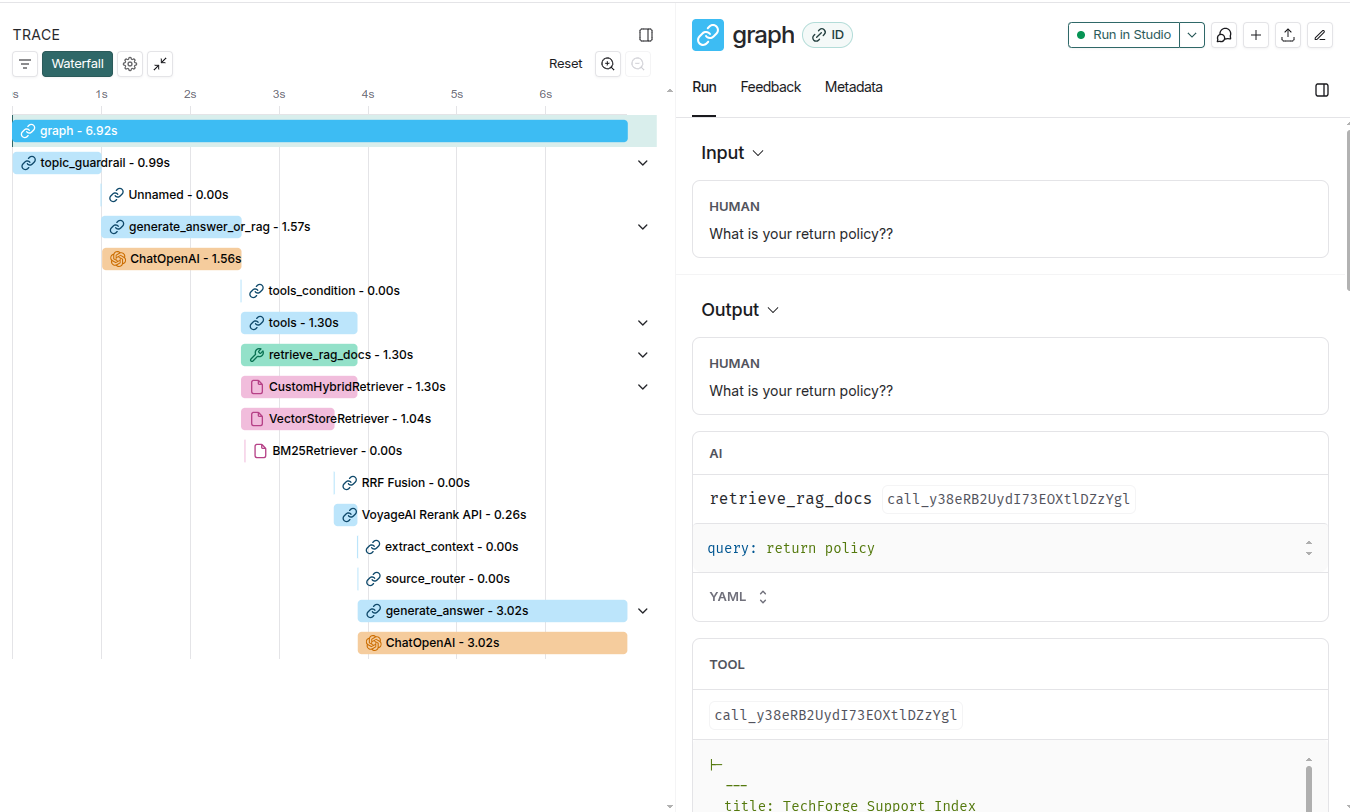 TRACE
Waterfall
Reset
s 1s 2s 3s 4s 5s 6s
graph - 6.92s
topic_guardrail - 0.99s
Unnamed - 0.00s
generate_answer_or_rag - 1.57s
ChatOpenAI - 1.56s
tools_condition - 0.00s
tools - 1.30s
retrieve_rag_docs - 1.30s
CustomHybridRetriever - 1.30s
VectorStoreRetriever - 1.04s
BM25Retriever - 0.00s
RRF Fusion - 0.00s
VoyageAI Rerank API - 0.26s
extract_context - 0.00s
source_router - 0.00s
generate_answer - 3.02s
ChatOpenAI - 3.02s
graph ID
Run in Studio
Run Feedback Metadata
Input
HUMAN
What is your return policy??
Output
HUMAN
What is your return policy??
AI
retrieve_rag_docs call_y38eRB2UydI73EOXtlDZzYgl
query: return policy
YAML
TOOL
call_y38eRB2UydI73EOXtlDZzYgl
|-
---
title: TechForge Support Index